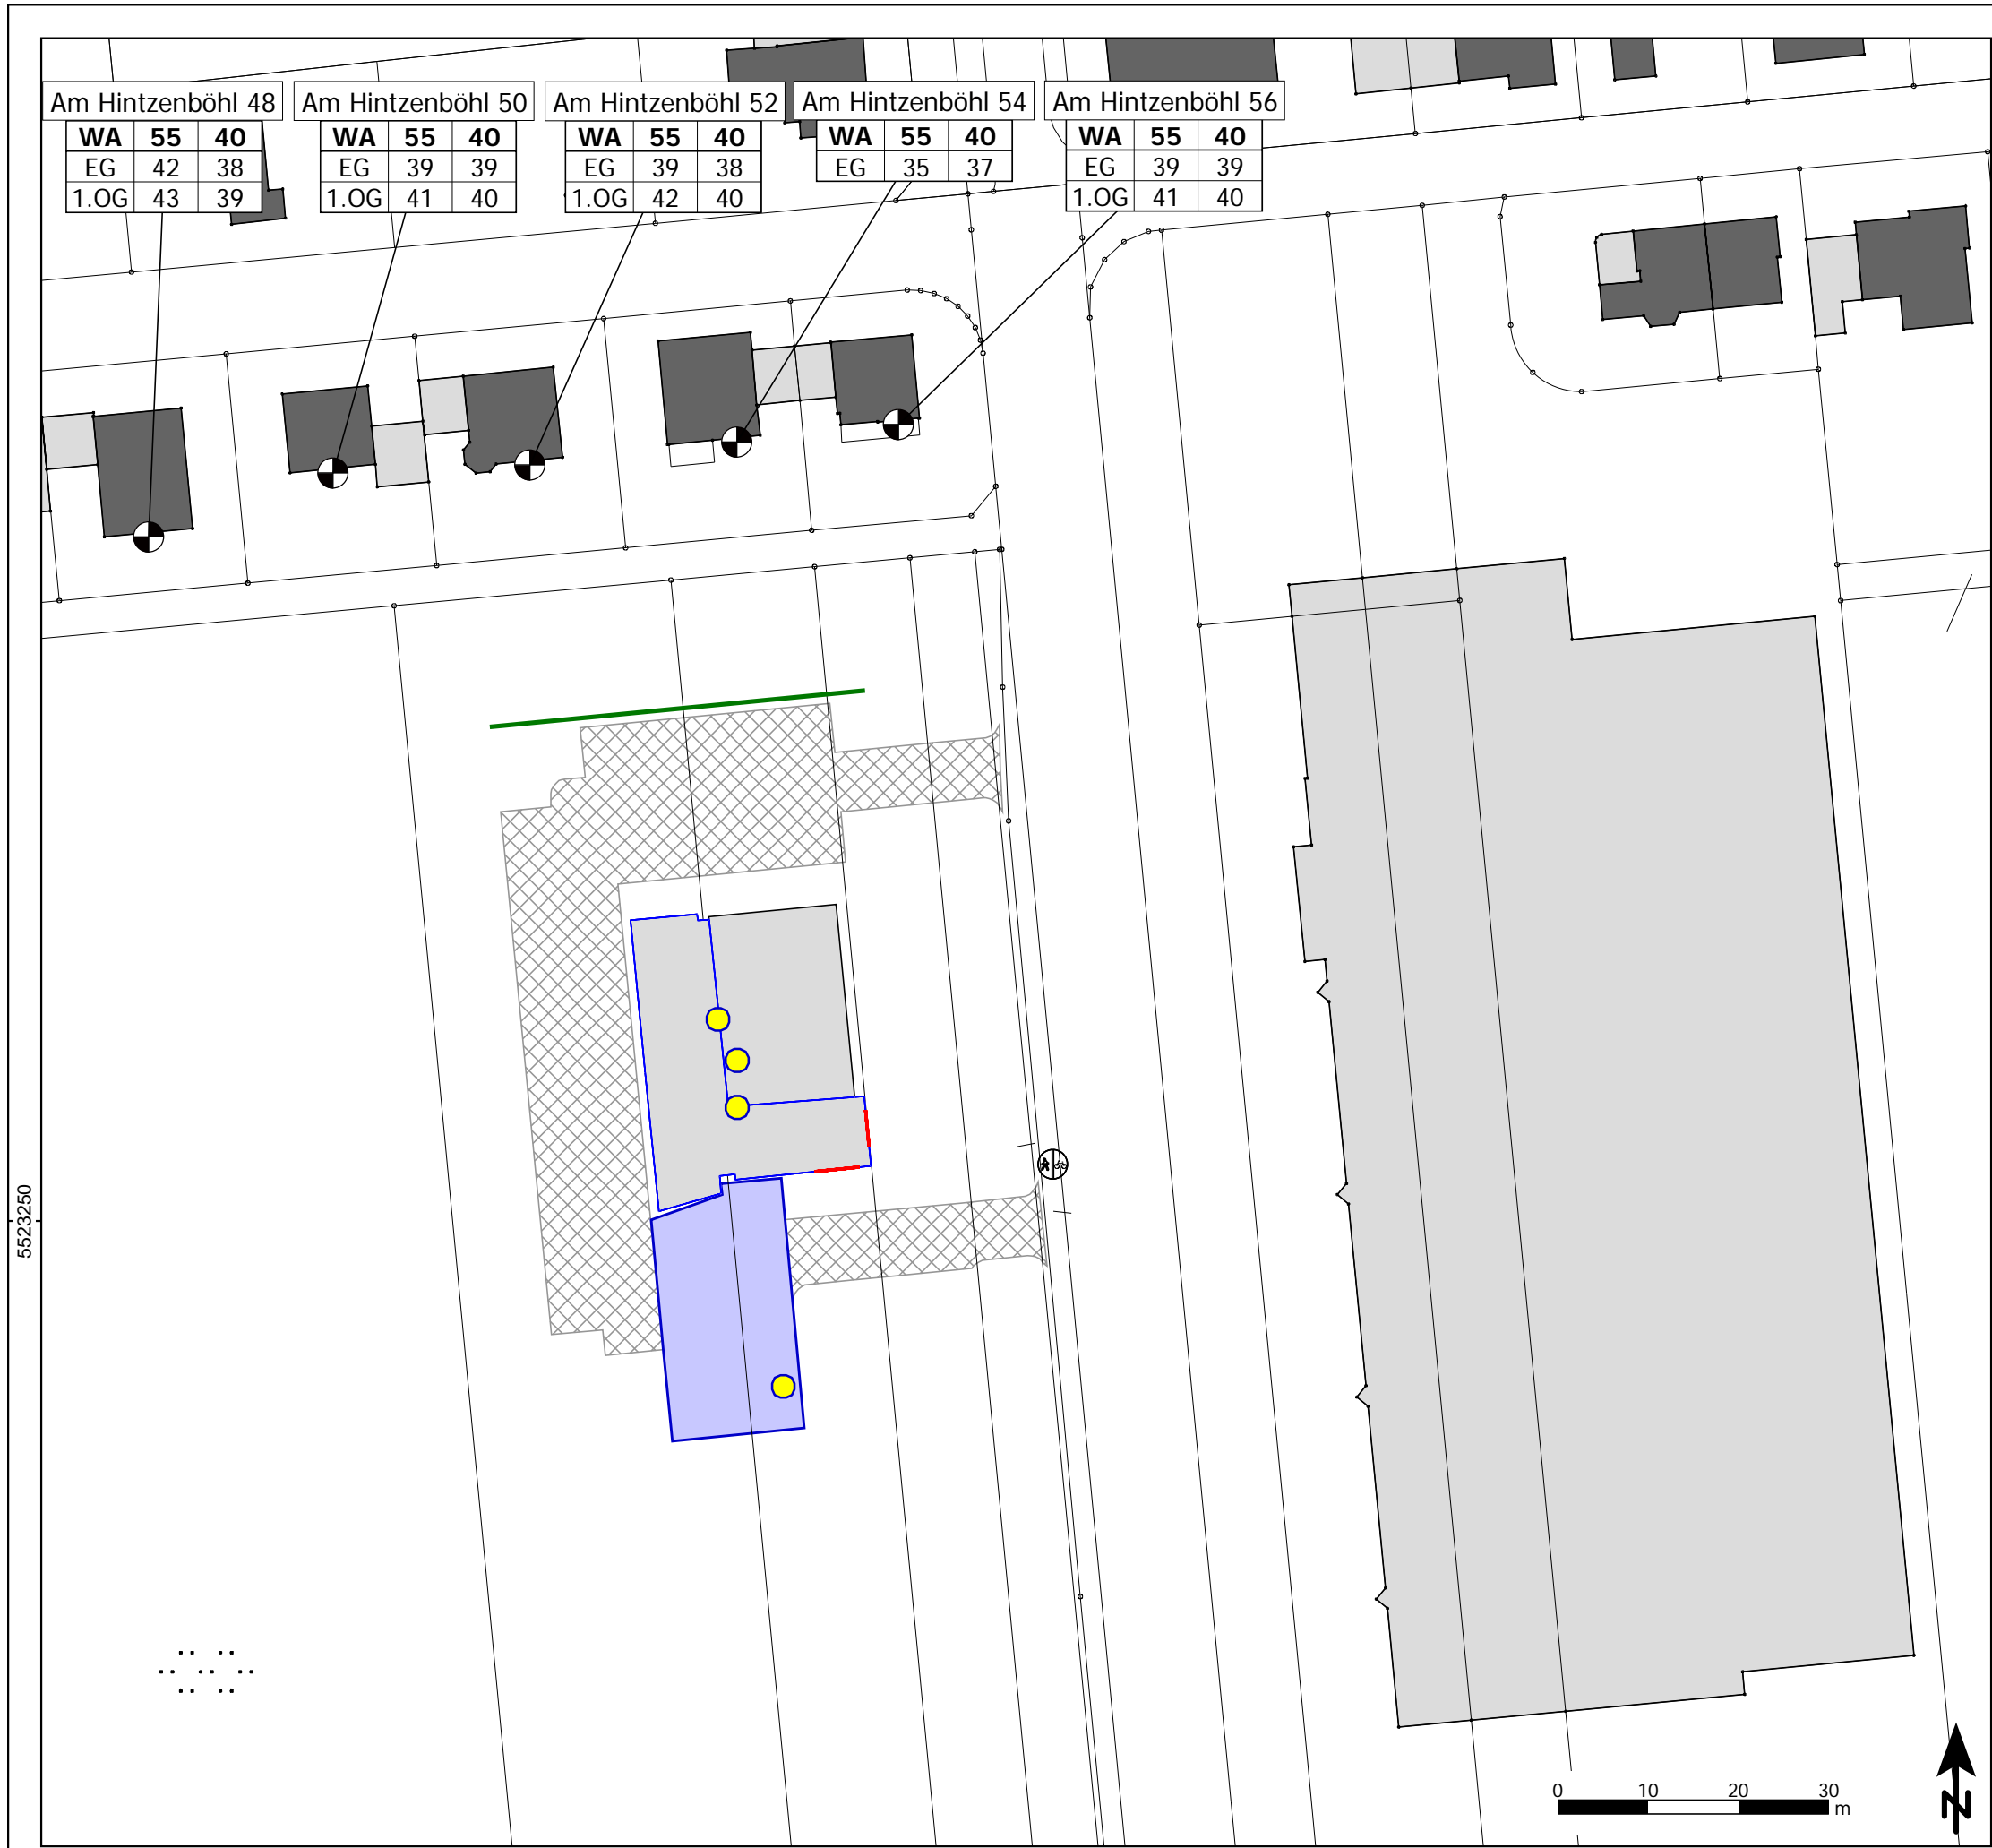 Am Hintzenböhl 48
WA 55 40
EG 42 38
1.OG 43 39
Am Hintzenböhl 50
WA 55 40
EG 39 39
1.OG 41 40
Am Hintzenböhl 52
WA 55 40
EG 39 38
1.OG 42 40
Am Hintzenböhl 54
WA 55 40
EG 35 37
Am Hintzenböhl 56
WA 55 40
EG 39 39
1.OG 41 40
5523250
0 10 20 30
m
N